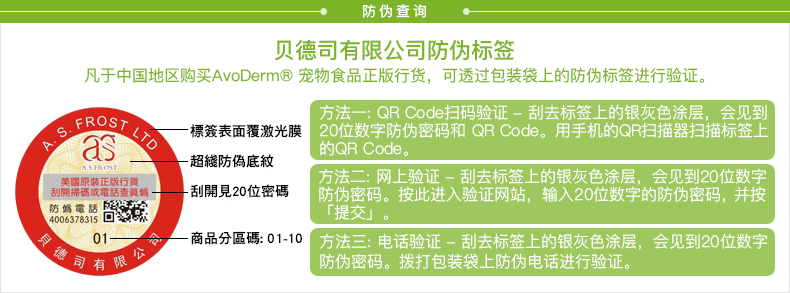 防伪查询
贝德司有限公司防伪标签
凡于中国地区购买AvoDerm® 宠物食品正版行货，可透过包装袋上的防伪标签进行验证。
A. S. FROST LTD
as
A.S.FROST
美國原裝正版行貨
刮開掃碼或電話查真偽
防偽電話
4006378315
01
貝德司有限公司
標簽表面覆激光膜
超綫防偽底紋
刮開見20位密碼
商品分區碼: 01-10
方法一: QR Code扫码验证 – 刮去标签上的银灰色涂层，会见到
20位数字防伪密码和 QR Code。用手机的QR扫描器扫描标签上
的QR Code。
方法二: 网上验证 – 刮去标签上的银灰色涂层，会见到20位数字
防伪密码。按此进入验证网站，输入20位数字的防伪密码, 并按
「提交」。
方法三: 电话验证 – 刮去标签上的银灰色涂层，会见到20位数字
防伪密码。拨打包装袋上防伪电话进行验证。